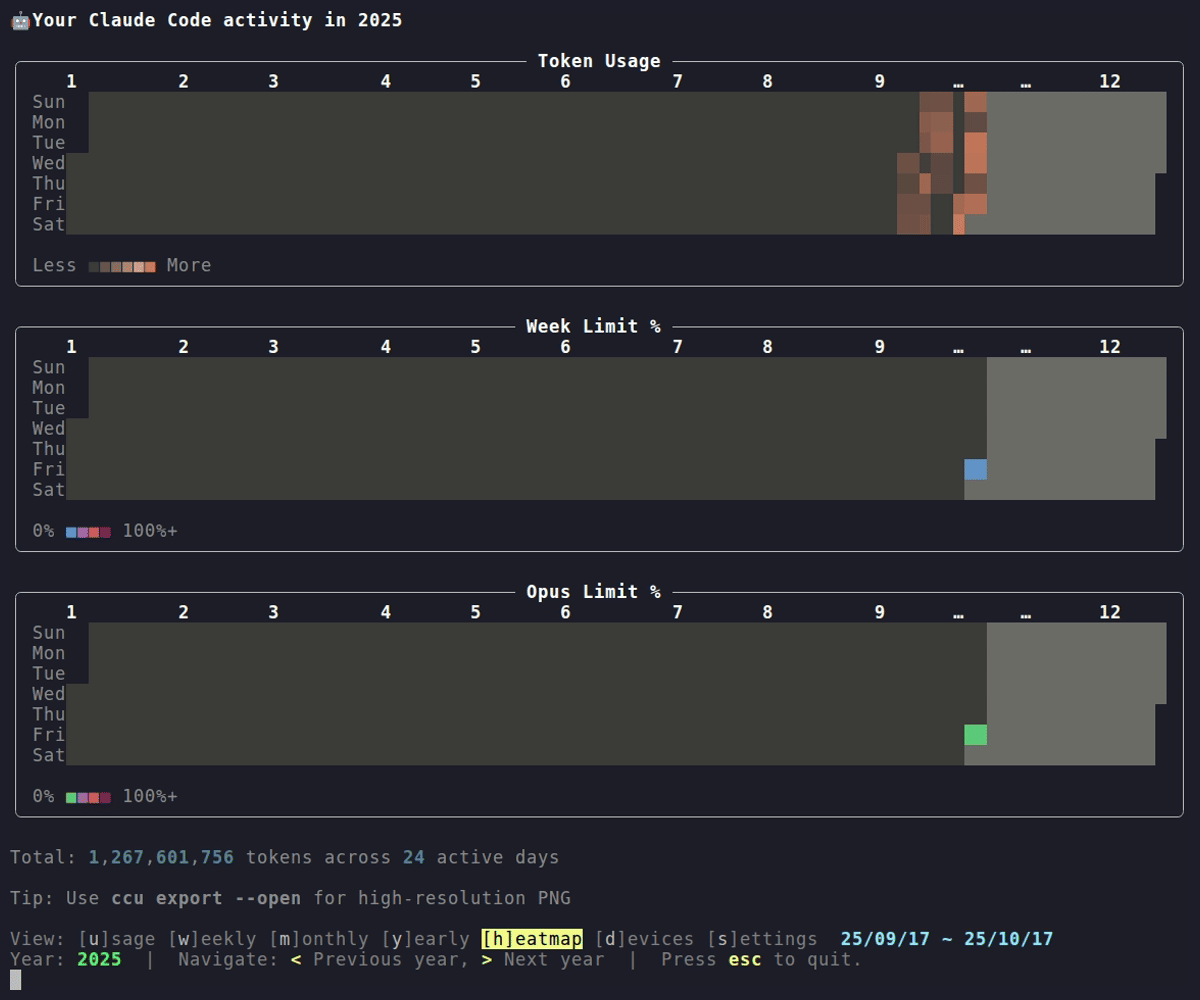 🤖Your Claude Code activity in 2025
Token Usage
1 2 3 4 5 6 7 8 9 … … 12
Sun
Mon
Tue
Wed
Thu
Fri
Sat
Less More
Week Limit %
1 2 3 4 5 6 7 8 9 … … 12
Sun
Mon
Tue
Wed
Thu
Fri
Sat
0% 100%+
Opus Limit %
1 2 3 4 5 6 7 8 9 … … 12
Sun
Mon
Tue
Wed
Thu
Fri
Sat
0% 100%+
Total: 1,267,601,756 tokens across 24 active days
Tip: Use ccu export --open for high-resolution PNG
View: [u]sage [w]eekly [m]onthly [y]early [h]eatmap [d]evices [s]ettings 25/09/17 ~ 25/10/17
Year: 2025 | Navigate: < Previous year, > Next year | Press esc to quit.